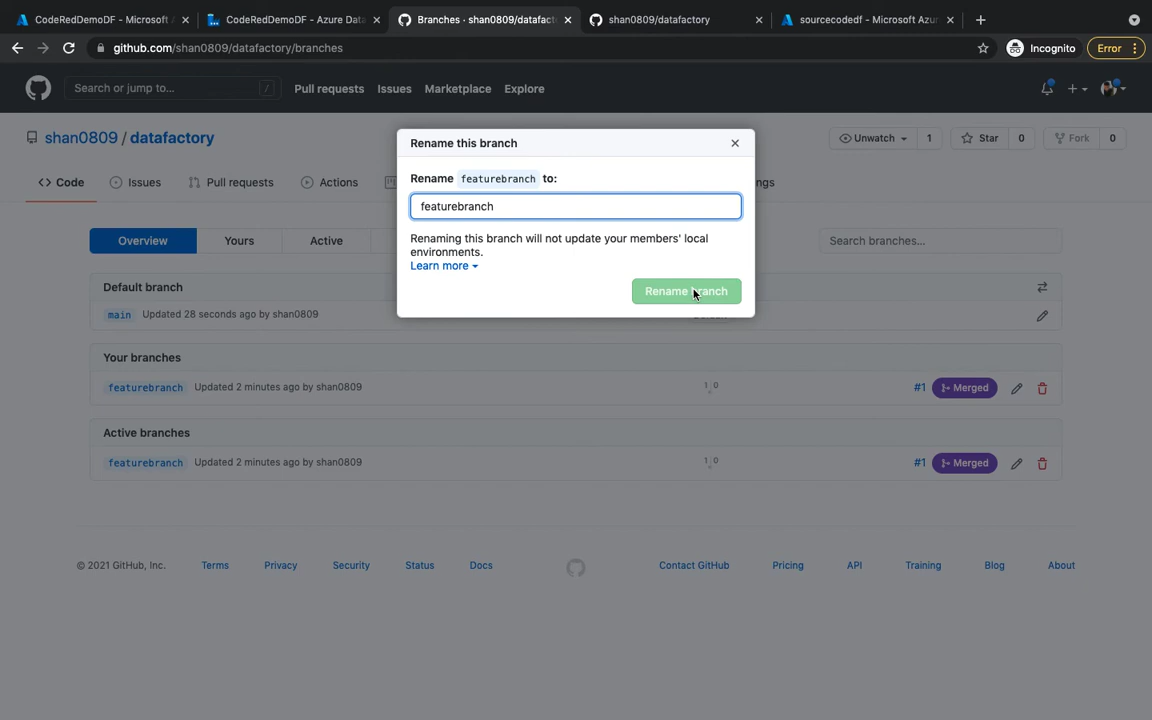 CodeRedDemoDF - Microsoft A
CodeRedDemoDF - Azure Data
Branches · shan0809/datafact
shan0809/datafactory
sourcecodedf - Microsoft Azur
github.com/shan0809/datafactory/branches
Incognito
Error
Search or jump to...
/
Pull requests
Issues
Marketplace
Explore
shan0809 / datafactory
Unwatch
1
Star
0
Fork
0
Code
Issues
Pull requests
Actions
ngs
Rename this branch
Rename featurebranch to:
featurebranch
Renaming this branch will not update your members' local
environments.
Learn more
Rename branch
Overview
Yours
Active
Search branches...
Default branch
main Updated 28 seconds ago by shan0809
Your branches
featurebranch Updated 2 minutes ago by shan0809
1 0
#1
Merged
Active branches
featurebranch Updated 2 minutes ago by shan0809
1 0
#1
Merged
© 2021 GitHub, Inc.
Terms
Privacy
Security
Status
Docs
Contact GitHub
Pricing
API
Training
Blog
About